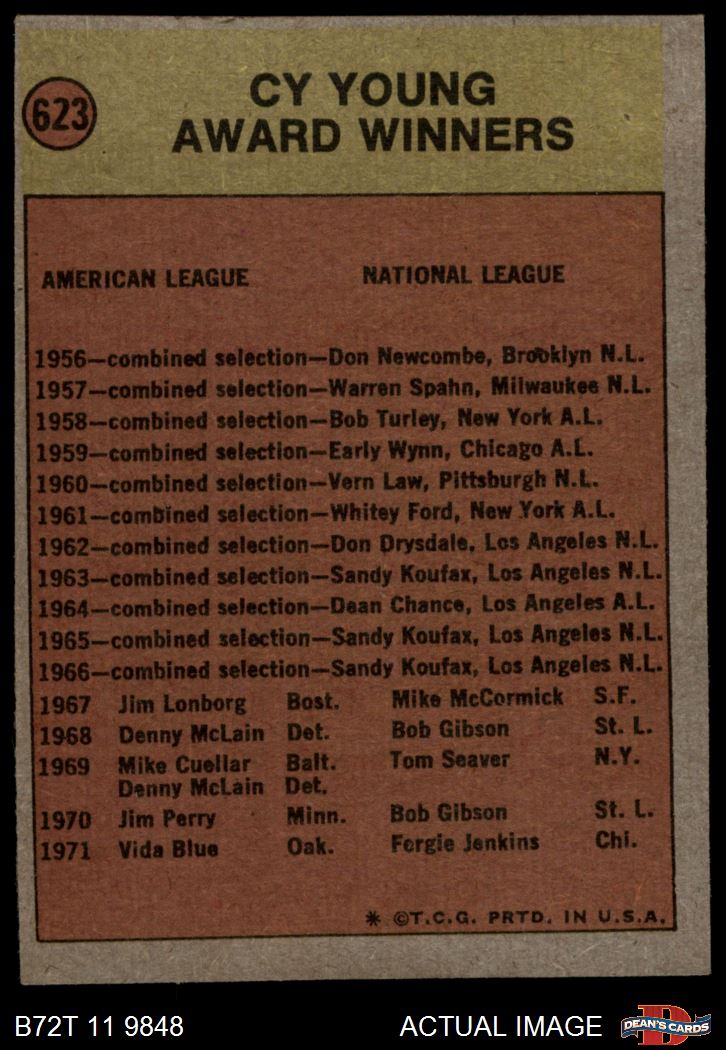 623
CY YOUNG
AWARD WINNERS
AMERICAN LEAGUE NATIONAL LEAGUE
1956—combined selection—Don Newcombe, Brooklyn N.L.
1957—combined selection—Warren Spahn, Milwaukee N.L.
1958—combined selection—Bob Turley, New York A.L.
1959—combined selection—Early Wynn, Chicago A.L.
1960—combined selection—Vern Law, Pittsburgh N.L.
1961—combined selection—Whitey Ford, New York A.L.
1962—combined selection—Don Drysdale, Los Angeles N.L.
1963—combined selection—Sandy Koufax, Los Angeles N.L.
1964—combined selection—Dean Chance, Los Angeles A.L.
1965—combined selection—Sandy Koufax, Los Angeles N.L.
1966—combined selection—Sandy Koufax, Los Angeles N.L.
1967 Jim Lonborg Bost. Mike McCormick S.F.
1968 Denny McLain Det. Bob Gibson St. L.
1969 Mike Cuellar Balt. Tom Seaver N.Y.
Denny McLain Det.
1970 Jim Perry Minn. Bob Gibson St. L.
1971 Vida Blue Oak. Fergie Jenkins Chi.
* ©T.C.G. PRTD. IN U.S.A.
B72T 11 9848 ACTUAL IMAGE DEAN'S CARDS